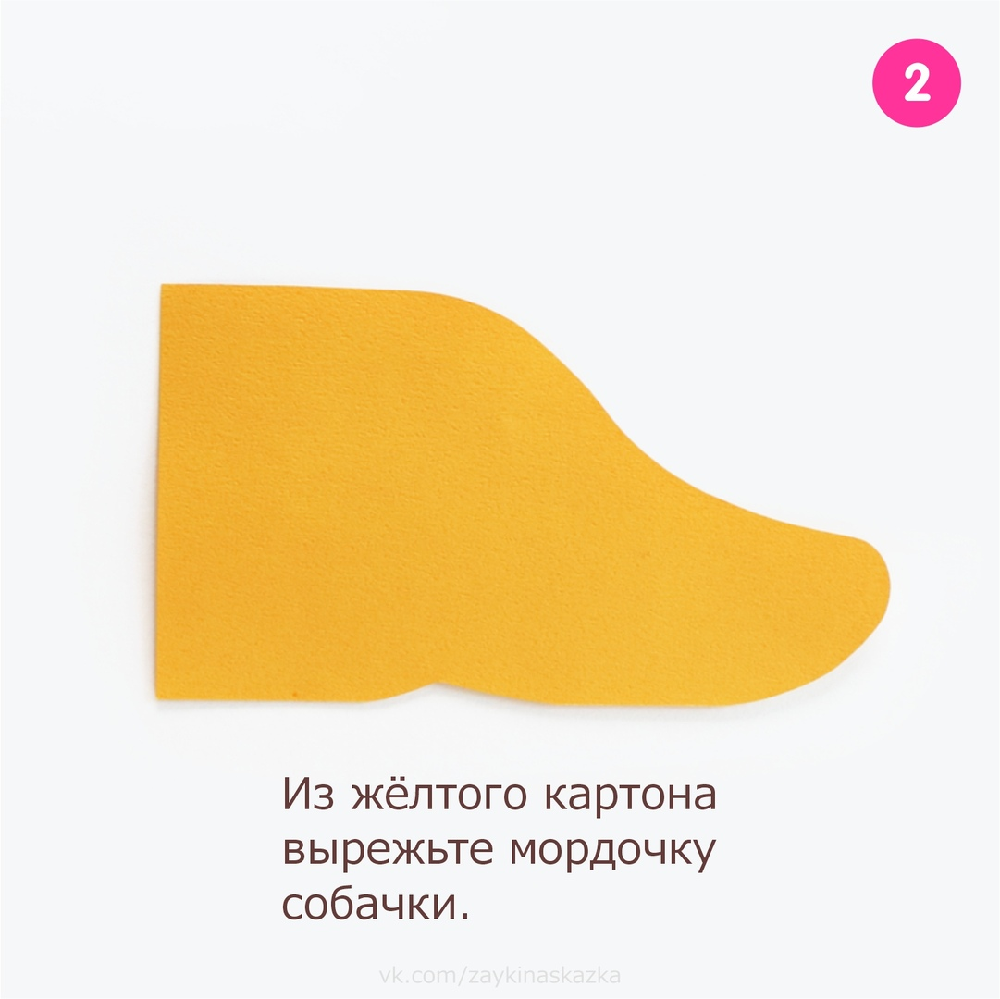 2
Из жёлтого картона
вырежьте мордочку
собачки.
vk.com/zaykinaskazka